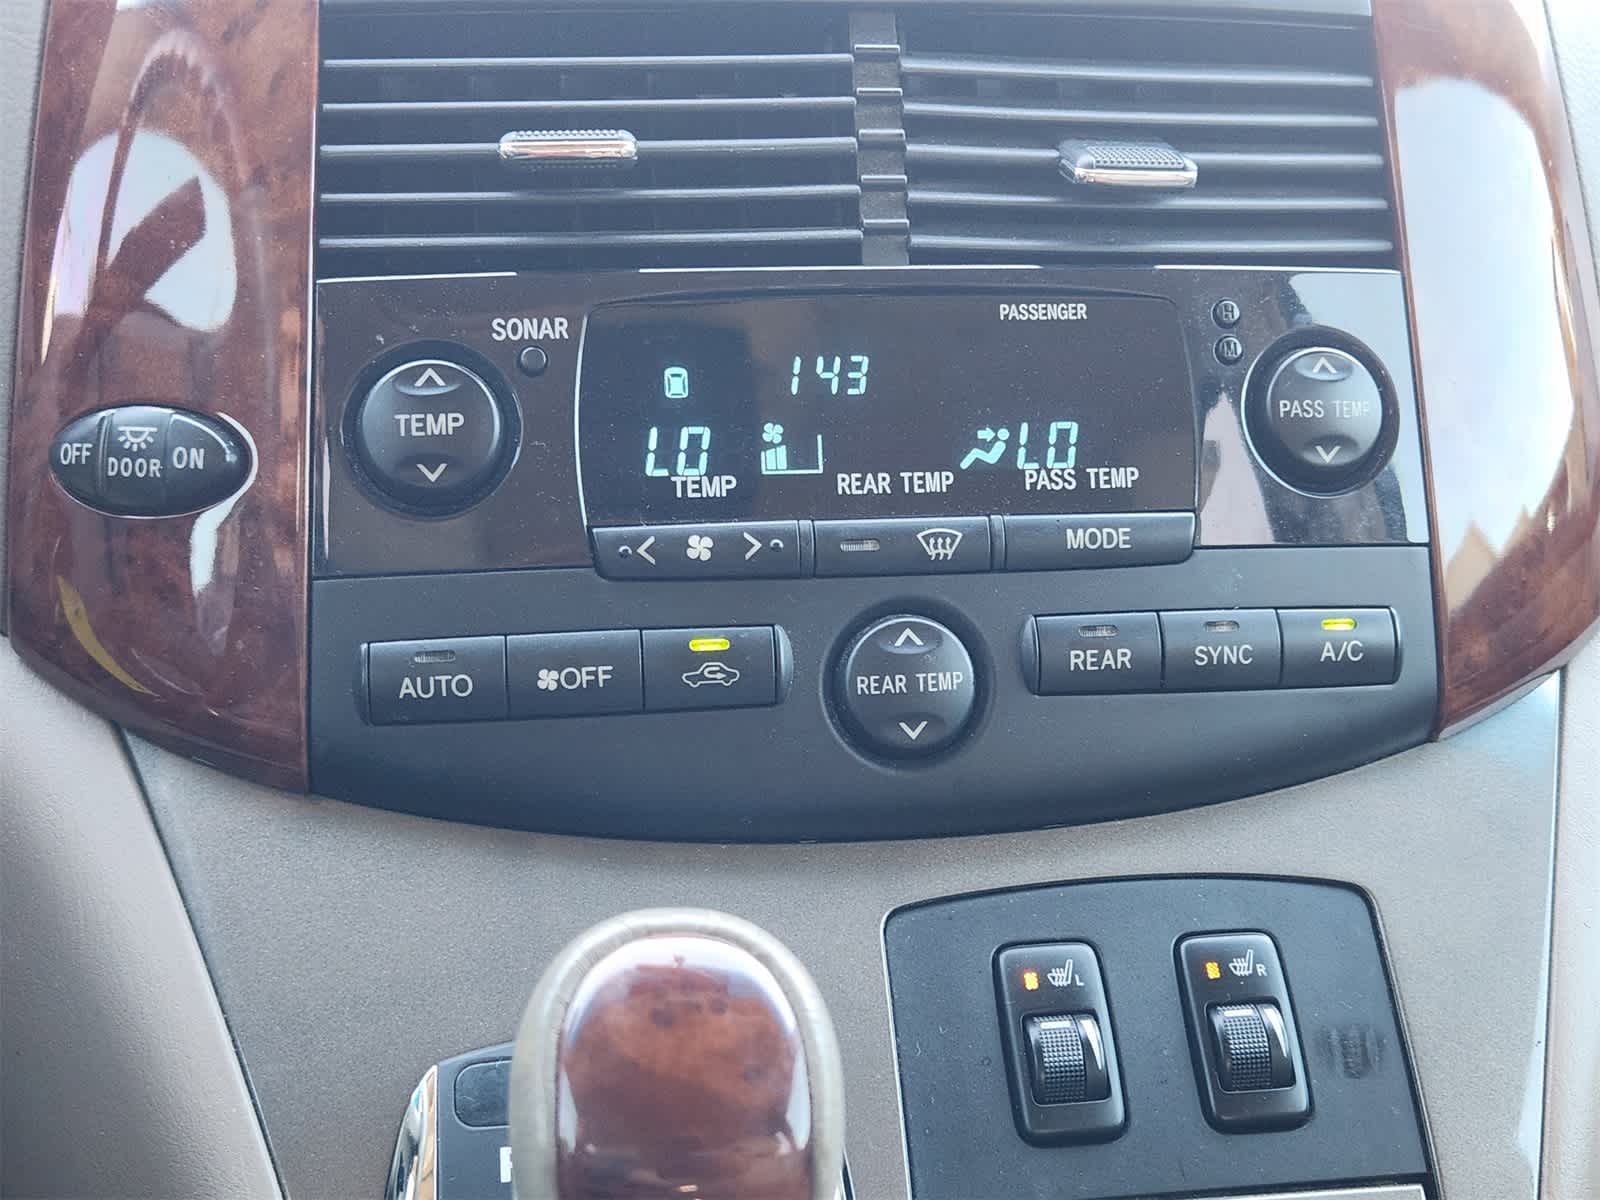 SONAR
PASSENGER
H
M
TEMP
PASS TEMP
143
OFF DOOR ON
LO
LO
TEMP
REAR TEMP
PASS TEMP
MODE
AUTO
OFF
REAR TEMP
REAR
SYNC
A/C
L
R